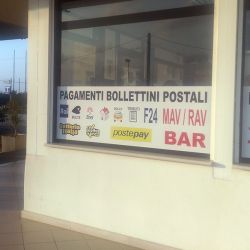 PAGAMENTI BOLLETTINI POSTALI
F24 MAV / RAV
postepay
BAR